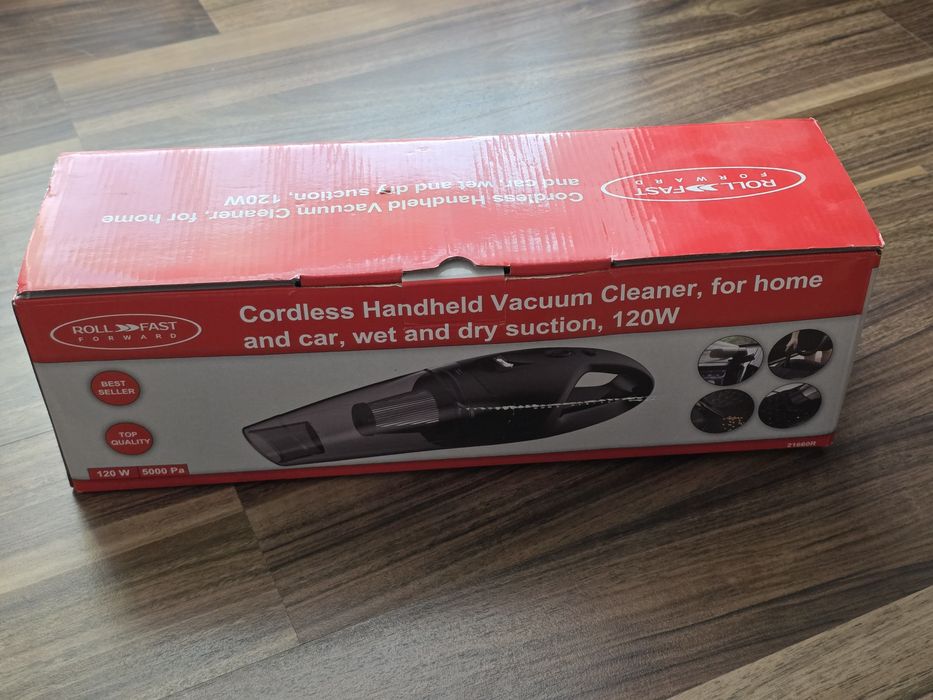 ROLL FAST
FORWARD
Cordless Handheld Vacuum Cleaner, for home
and car, wet and dry suction, 120W
ROLL FAST
FORWARD
Cordless Handheld Vacuum Cleaner, for home
and car, wet and dry suction, 120W
BEST
SELLER
TOP
QUALITY
120 W 5000 Pa
21660R